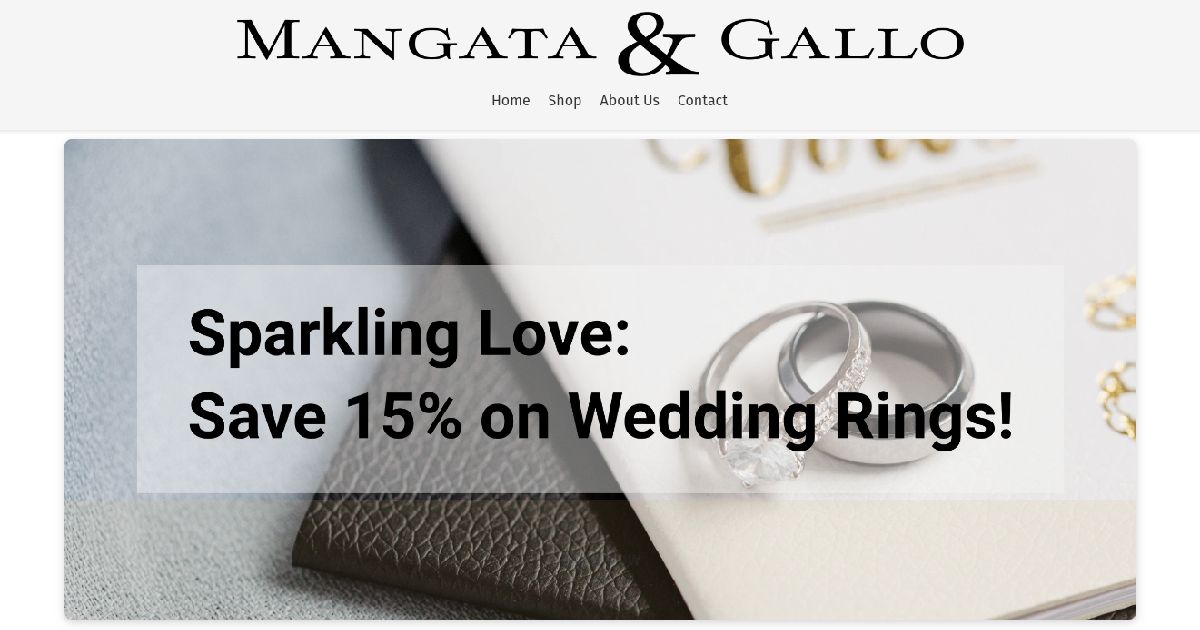 MANGATA & GALLO
Home Shop About Us Contact
Sparkling Love:
Save 15% on Wedding Rings!